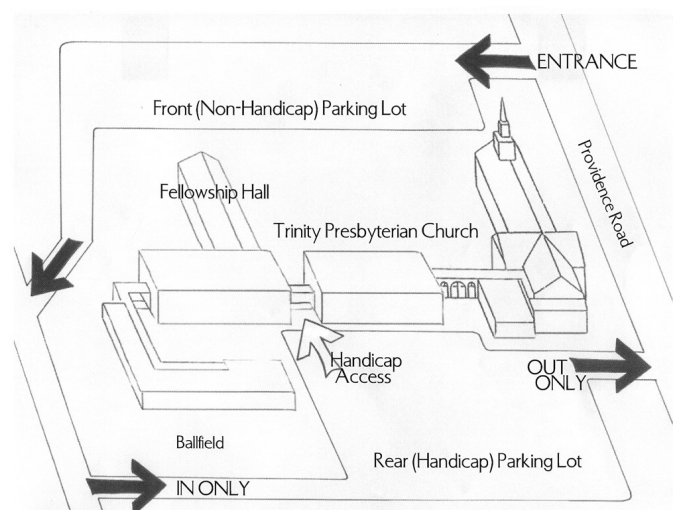 ENTRANCE
Front (Non-Handicap) Parking Lot
Providence Road
Fellowship Hall
Trinity Presbyterian Church
Handicap
Access
OUT
ONLY
Ballfield
Rear (Handicap) Parking Lot
IN ONLY